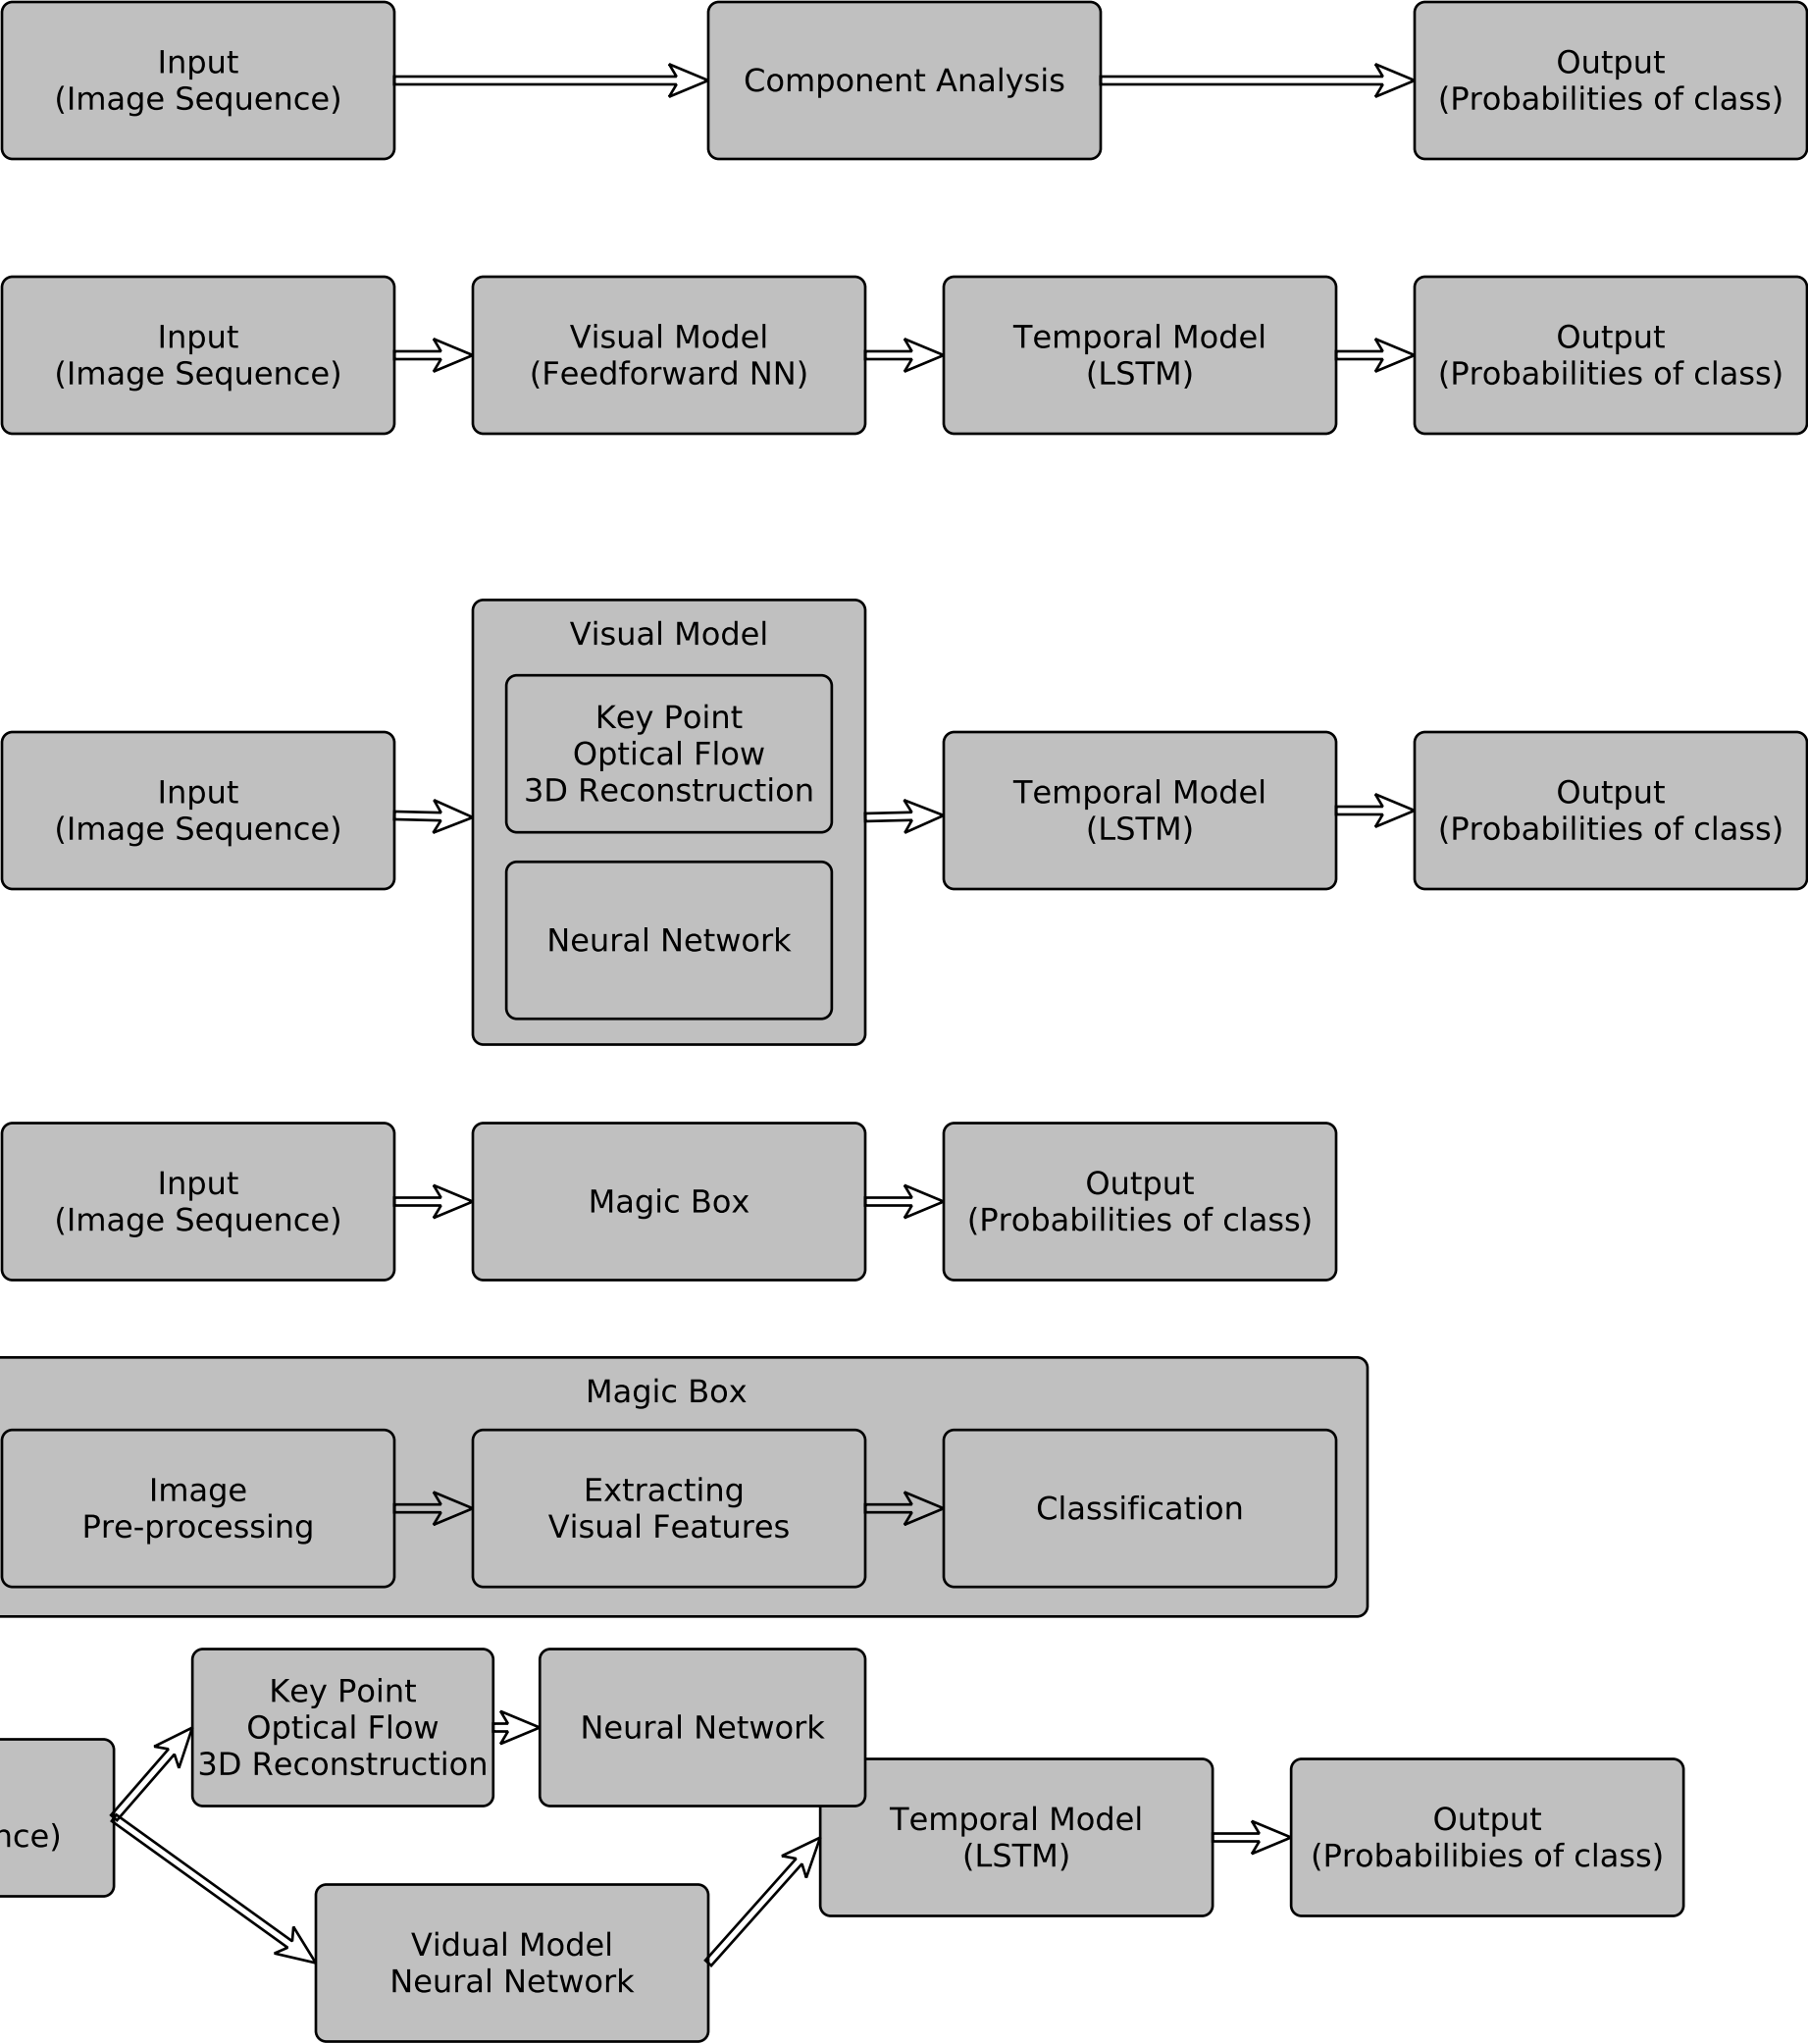 Input
(Image Sequence)
Component Analysis
Output
(Probabilities of class)
Input
(Image Sequence)
Visual Model
(Feedforward NN)
Temporal Model
(LSTM)
Output
(Probabilities of class)
Visual Model
Key Point
Optical Flow
3D Reconstruction
Neural Network
Input
(Image Sequence)
Temporal Model
(LSTM)
Output
(Probabilities of class)
Input
(Image Sequence)
Magic Box
Output
(Probabilities of class)
Magic Box
Image
Pre-processing
Extracting
Visual Features
Classification
nce)
Key Point
Optical Flow
3D Reconstruction
Neural Network
Vidual Model
Neural Network
Temporal Model
(LSTM)
Output
(Probabilibies of class)